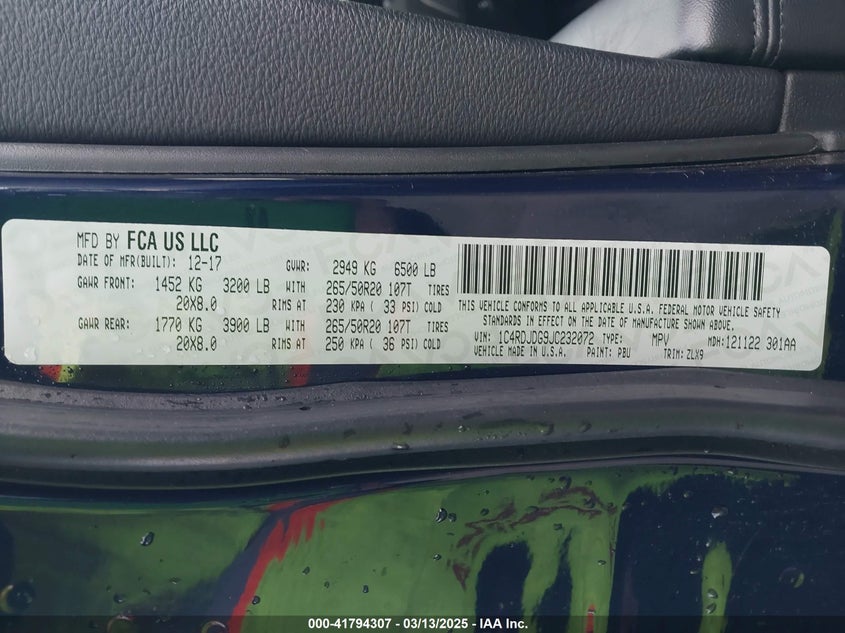 MFD BY FCA US LLC
DATE OF MFR(BUILT): 12-17 GVWR: 2949 KG 6500 LB
GAWR FRONT: 1452 KG 3200 LB WITH 265/50R20 107T TIRES
20X8.0 RIMS AT 230 KPA ( 33 PSI) COLD
GAWR REAR: 1770 KG 3900 LB WITH 265/50R20 107T TIRES
20X8.0 RIMS AT 250 KPA ( 36 PSI) COLD
THIS VEHICLE CONFORMS TO ALL APPLICABLE U.S.A. FEDERAL MOTOR VEHICLE SAFETY
STANDARDS IN EFFECT ON THE DATE OF MANUFACTURE SHOWN ABOVE.
VIN: 1C4RDJDG9JC232072 TYPE: MPV MDH:121122 301AA
VEHICLE MADE IN U.S.A. PAINT: PBU TRIM: ZLX9
000-41794307 - 03/13/2025 - IAA Inc.